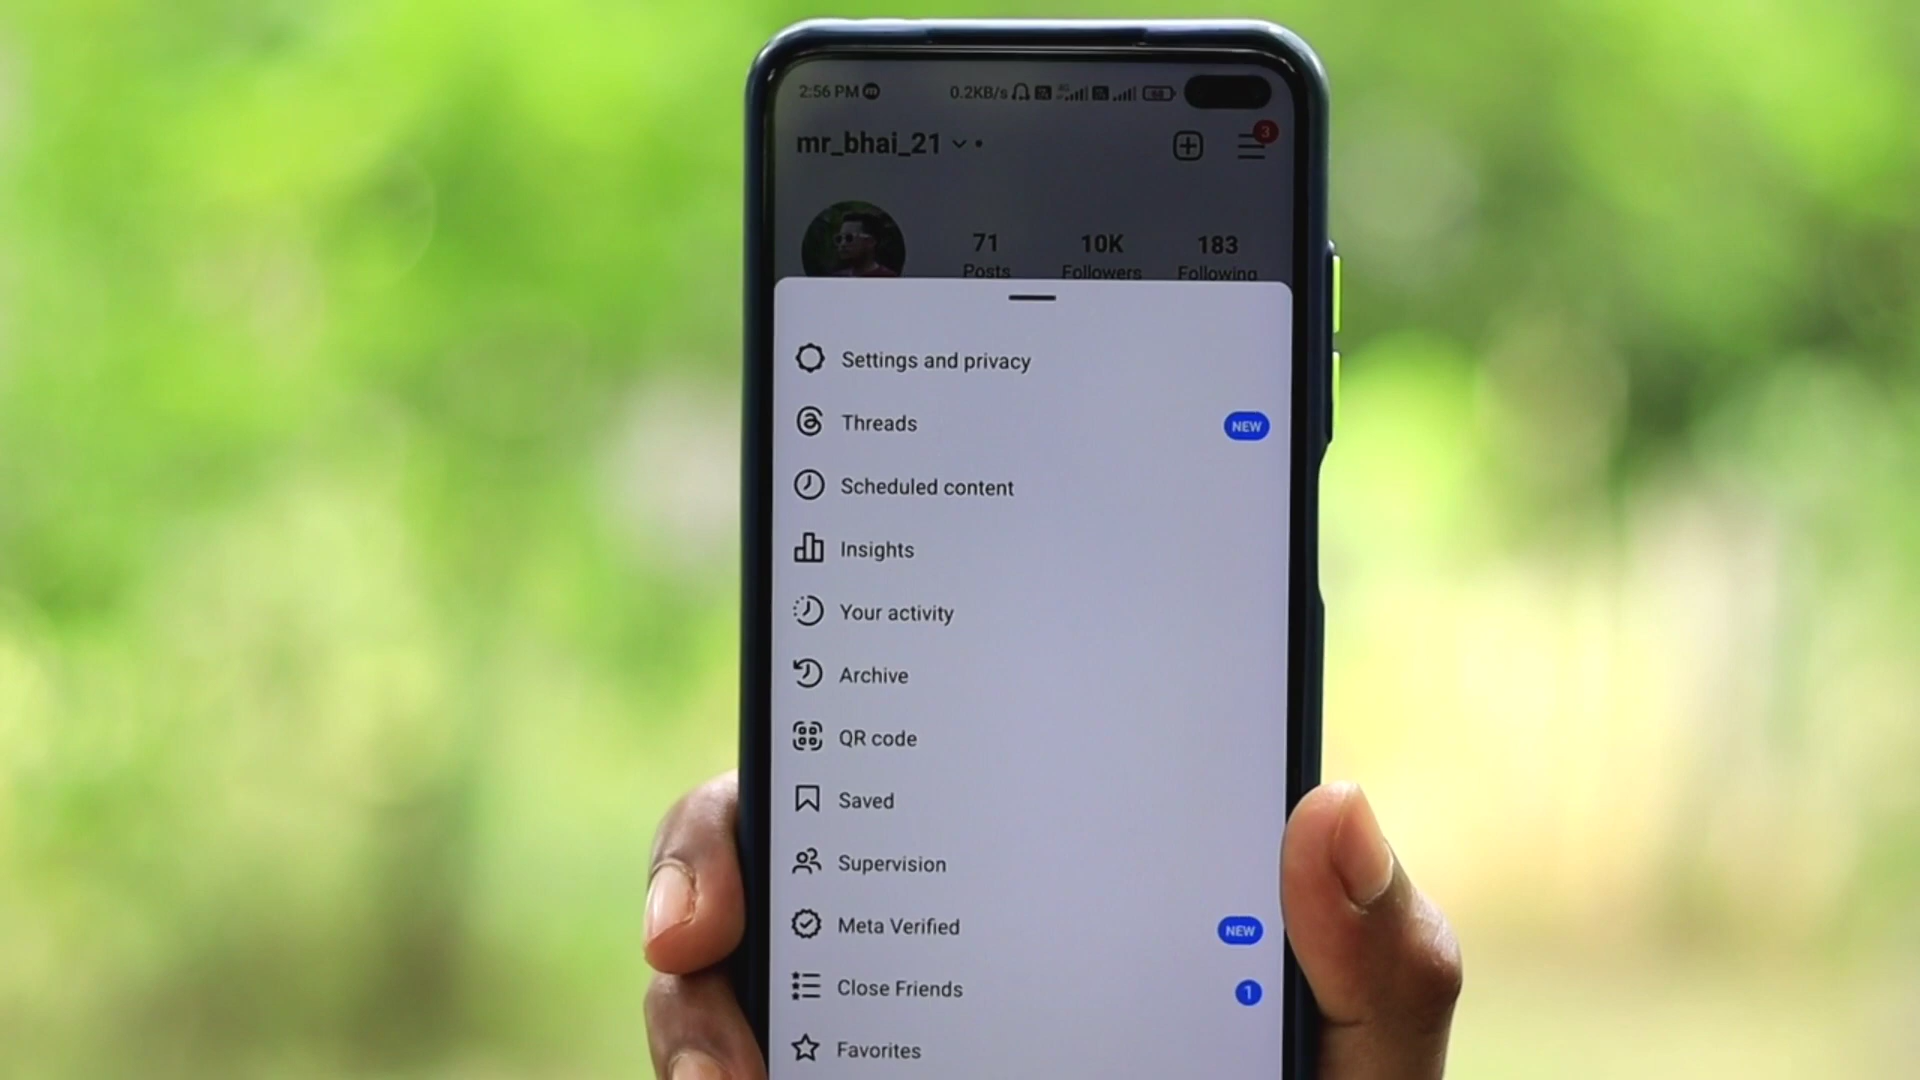 2:56 PM 0.2KB/s
mr_bhai_21
3
71 10K 183
Posts Followers Following
Settings and privacy
Threads NEW
Scheduled content
Insights
Your activity
Archive
QR code
Saved
Supervision
Meta Verified NEW
Close Friends 1
Favorites